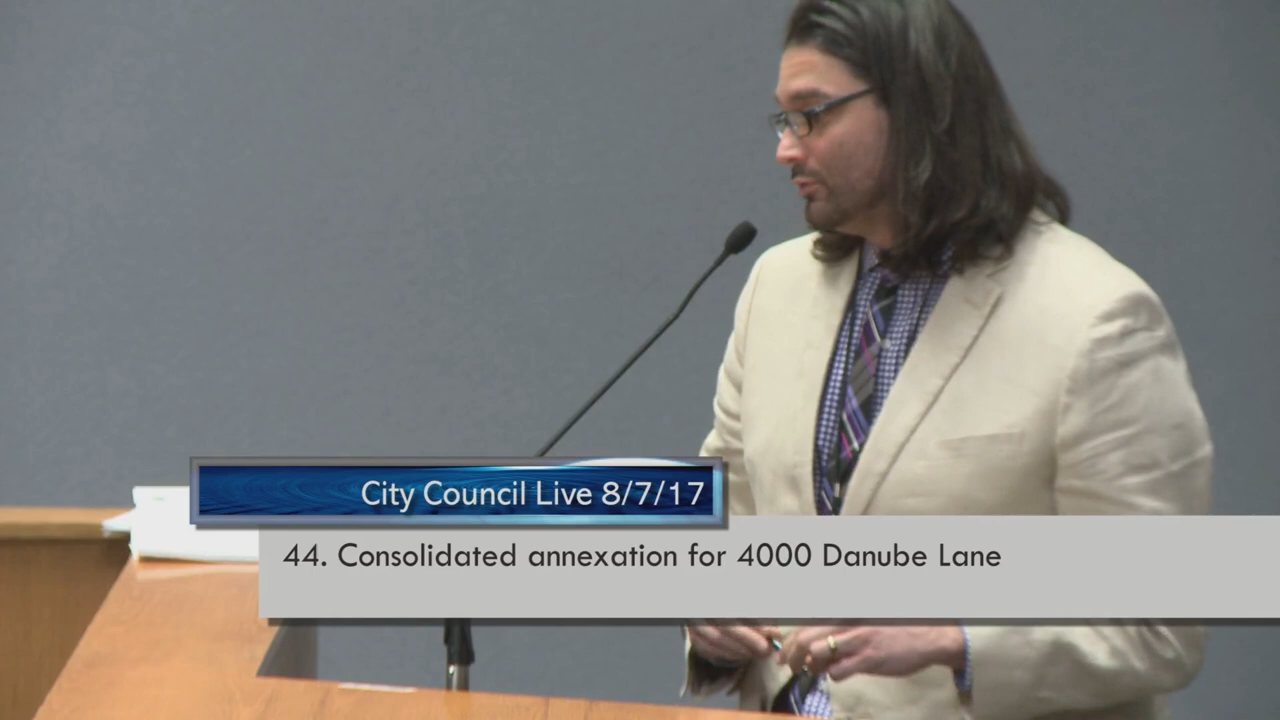 City Council Live 8/7/17
44. Consolidated annexation for 4000 Danube Lane